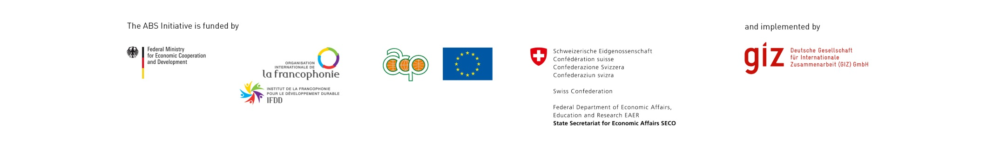 The ABS Initiative is funded by
Federal Ministry
for Economic Cooperation
and Development
ORGANISATION
INTERNATIONALE DE
la francophonie
INSTITUT DE LA FRANCOPHONIE
POUR LE DÉVELOPPEMENT DURABLE
IFDD
acp
Schweizerische Eidgenossenschaft
Confédération suisse
Confederazione Svizzera
Confederaziun svizra
Swiss Confederation
Federal Department of Economic Affairs,
Education and Research EAER
State Secretariat for Economic Affairs SECO
and implemented by
giz
Deutsche Gesellschaft
für Internationale
Zusammenarbeit (GIZ) GmbH